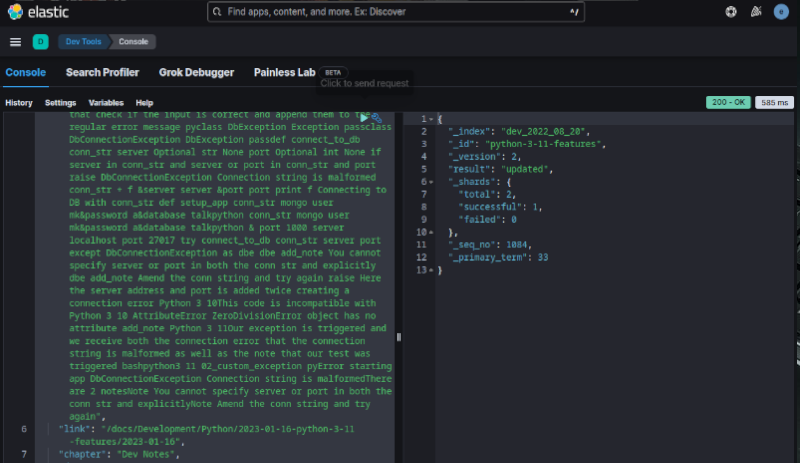 elastic
Find apps, content, and more. Ex: Discover
^/
e
D
Dev Tools
Console
Console
Search Profiler
Grok Debugger
Painless Lab
BETA
Click to send request
History
Settings
Variables
Help
200 - OK
585 ms
that check if the input is correct and append them to the
regular error message pyclass DbException Exception passclass
DbConnectionException DbException passdef connect_to_db
conn_str server Optional str None port Optional int None if
server in conn_str and server or port in conn_str and port
raise DbConnectionException Connection string is malformed
conn_str + f &server server &port port print f Connecting to
DB with conn_str def setup_app conn_str mongo user
mk&password a&database talkpython conn_str mongo user
mk&password a&database talkpython & port 1000 server
localhost port 27017 try connect_to_db conn_str server port
except DbConnectionException as dbe dbe add_note You cannot
specify server or port in both the conn str and explicitly
dbe add_note Amend the conn string and try again raise Here
the server address and port is added twice creating a
connection error Python 3 10This code is incompatible with
Python 3 10 AttributeError ZeroDivisionError object has no
attribute add_note Python 3 11Our exception is triggered and
we receive both the connection error that the connection
string is malformed as well as the note that our test was
triggered bashpython3 11 02_custom_exception pyError starting
app DbConnectionException Connection string is malformedThere
are 2 notesNote You cannot specify server or port in both the
conn str and explicitlyNote Amend the conn string and try
again",
6 "link": "/docs/Development/Python/2023-01-16-python-3-11
-features/2023-01-16",
7 "chapter": "Dev Notes",
1 {
2 "_index": "dev_2022_08_20",
3 "_id": "python-3-11-features",
4 "_version": 2,
5 "result": "updated",
6 "_shards": {
7 "total": 2,
8 "successful": 1,
9 "failed": 0
10 },
11 "_seq_no": 1084,
12 "_primary_term": 33
13 }